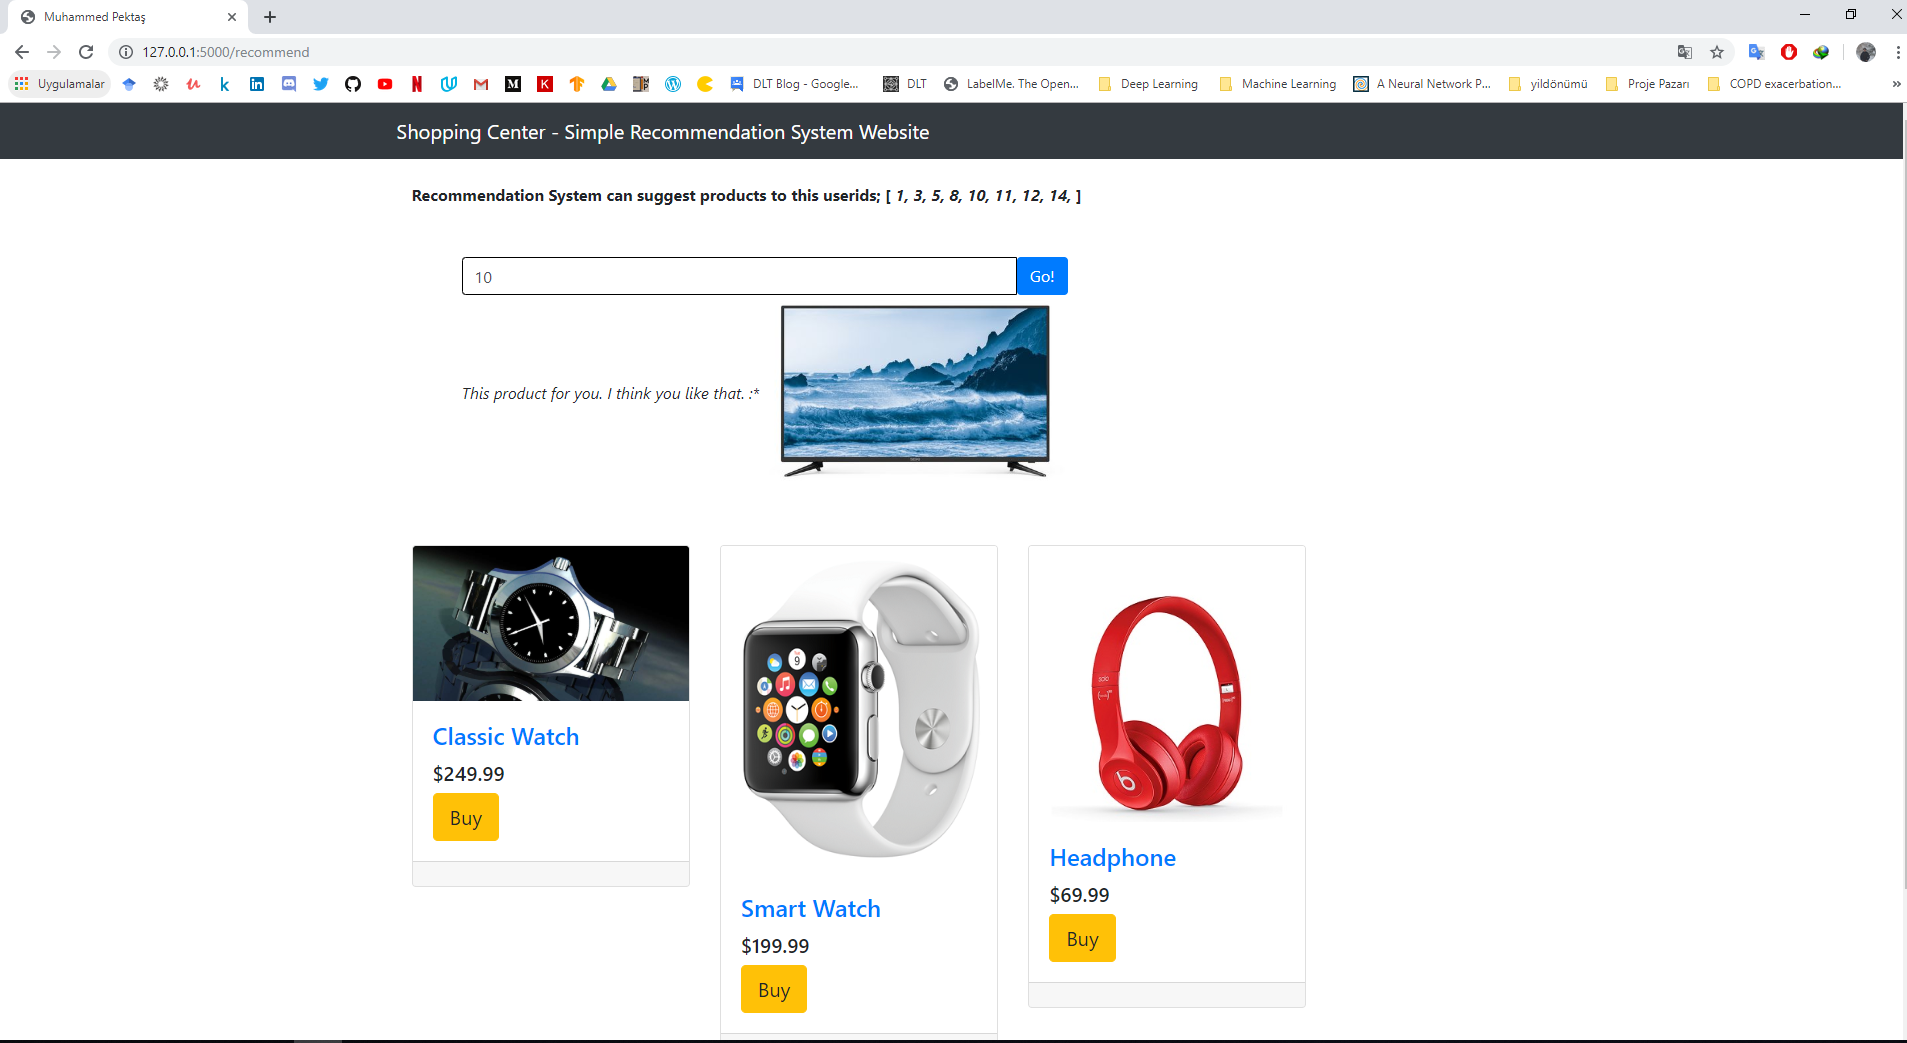 Muhammed Pektaş
127.0.0.1:5000/recommend
Uygulamalar DLT Blog - Google... DLT LabelMe. The Open... Deep Learning Machine Learning A Neural Network P... yildönümü Proje Pazarı COPD exacerbation... »
Shopping Center - Simple Recommendation System Website
Recommendation System can suggest products to this userids; [ 1, 3, 5, 8, 10, 11, 12, 14, ]
10 Go!
This product for you. I think you like that. :*
9
Classic Watch
$249.99
Buy
Smart Watch
$199.99
Buy
solo
Headphone
$69.99
Buy